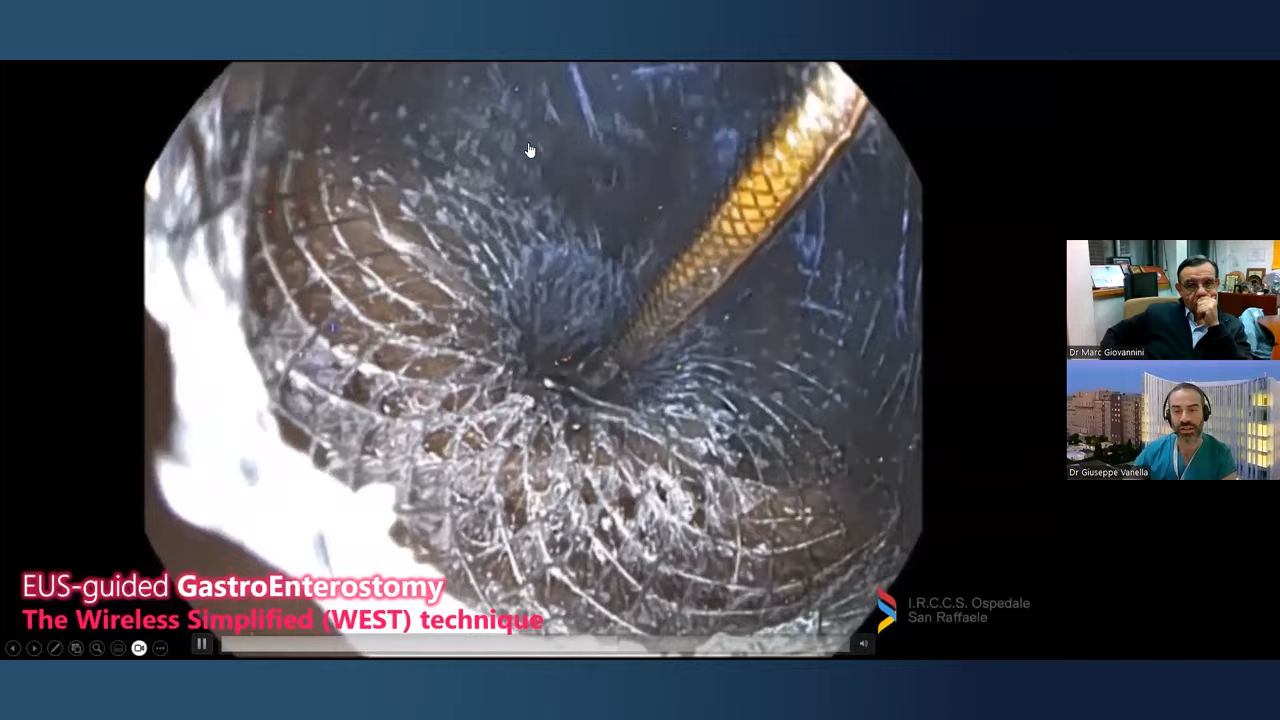 EUS-guided GastroEnterostomy
The Wireless Simplified (WEST) technique
I.R.C.C.S. Ospedale
San Raffaele
Dr Marc Giovannini
Dr Giuseppe Vanella